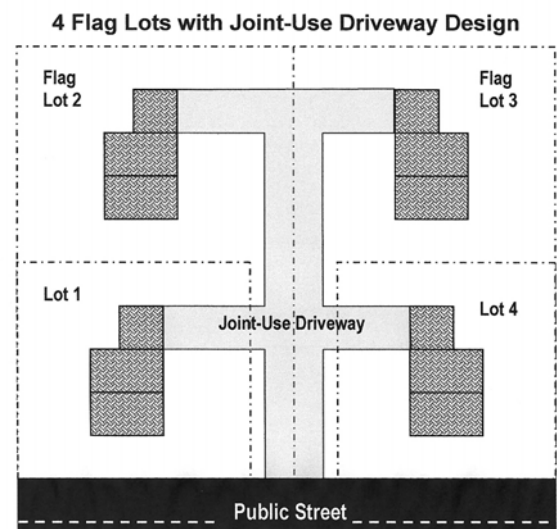 4 Flag Lots with Joint-Use Driveway Design
Flag
Lot 2
Flag
Lot 3
Lot 1
Lot 4
Joint-Use Driveway
Public Street